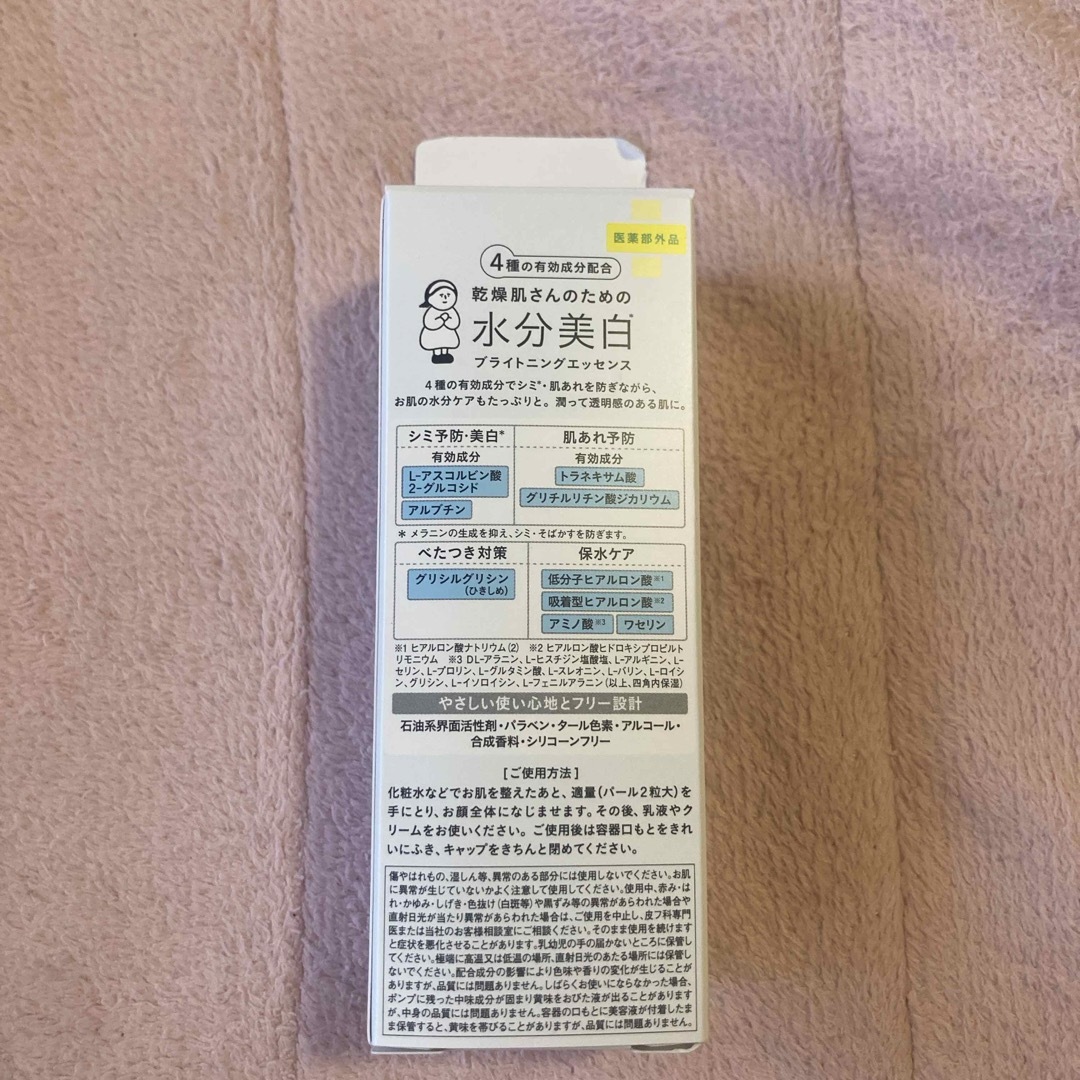 医薬部外品
4種の有効成分配合
乾燥肌さんのための
水分美白*
ブライトニングエッセンス
4種の有効成分でシミ*・肌あれを防ぎながら、
お肌の水分ケアもたっぷりと。潤って透明感のある肌に。
シミ予防・美白*
有効成分
L-アスコルビン酸
2-グルコシド
アルブチン
肌あれ予防
有効成分
トラネキサム酸
グリチルリチン酸ジカリウム
* メラニンの生成を抑え、シミ・そばかすを防ぎます。
べたつき対策
グリシルグリシン
(ひきしめ)
保水ケア
低分子ヒアルロン酸※1
吸着型ヒアルロン酸※2
アミノ酸※3 ワセリン
※1 ヒアルロン酸ナトリウム(2) ※2 ヒアルロン酸ヒドロキシプロピルト
リモニウム ※3 DL-アラニン、L-ヒスチジン塩酸塩、L-アルギニン、L-
セリン、L-プロリン、L-グルタミン酸、L-スレオニン、L-バリン、L-ロイシ
ン、グリシン、L-イソロイシン、L-フェニルアラニン(以上、四角内保湿)
やさしい使い心地とフリー設計
石油系界面活性剤・パラベン・タール色素・アルコール・
合成香料・シリコーンフリー
[ご使用方法]
化粧水などでお肌を整えたあと、適量(パール2粒大)を
手にとり、お顔全体になじませます。その後、乳液やク
リームをお使いください。ご使用後は容器口もとをきれ
いにふき、キャップをきちんと閉めてください。
傷やはれもの、湿しん等、異常のある部分には使用しないでください。お肌
に異常が生じていないかよく注意して使用してください。使用中、赤み・は
れ・かゆみ・しげき・色抜け(白斑等)や黒ずみ等の異常があらわれた場合や
直射日光が当たり異常があらわれた場合は、ご使用を中止し、皮フ科専門
医または当社のお客様相談室にご相談ください。そのまま使用を続けます
と症状を悪化させることがあります。乳幼児の手の届かないところに保管し
てください。極端に高温又は低温の場所、直射日光のあたる場所には保管し
ないでください。配合成分の影響により色味や香りの変化が生じることが
ありますが、品質には問題ありません。しばらくお使いにならなかった場合、
ポンプに残った中味成分が固まり黄味をおびた液が出ることがあります
が、中身の品質には問題ありません。容器の口もとに美容液が付着したま
ま保管すると、黄味を帯びることがありますが、品質には問題ありません。